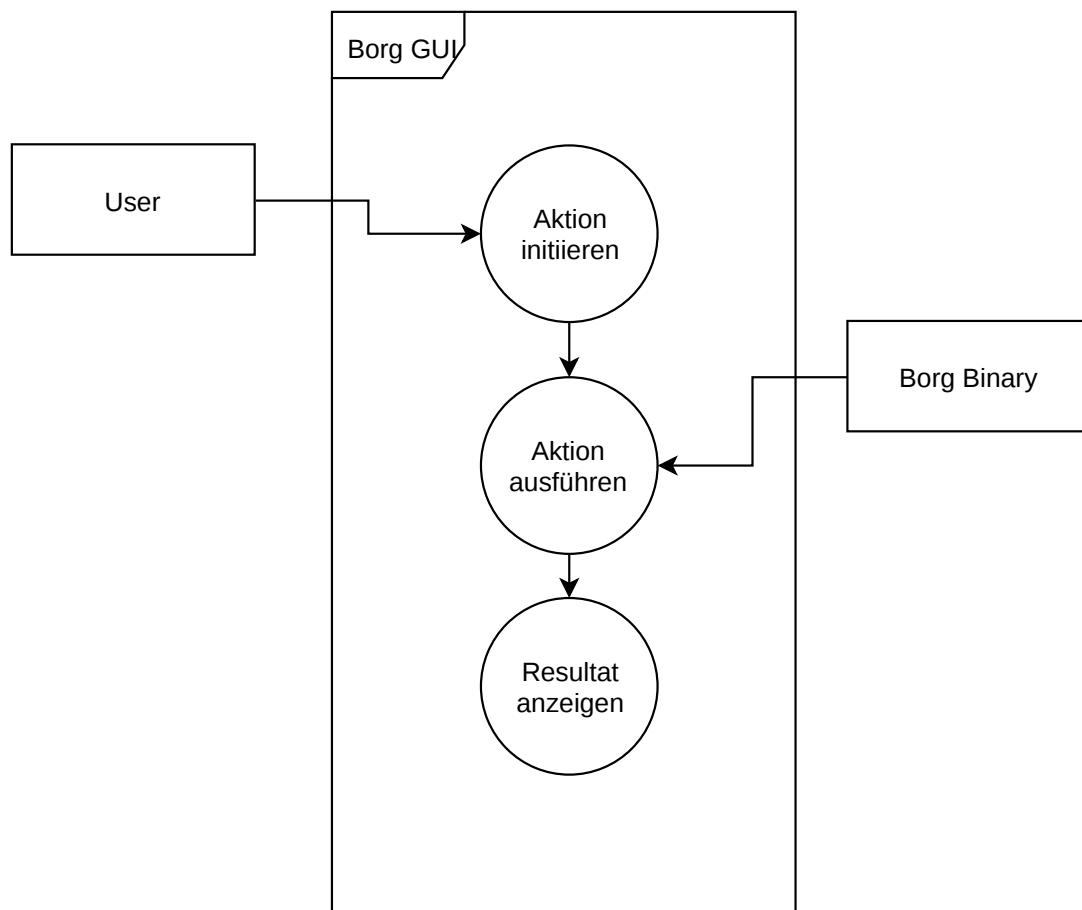 Borg GUI
User
Aktion
initiieren
Borg Binary
Aktion
ausführen
Resultat
anzeigen